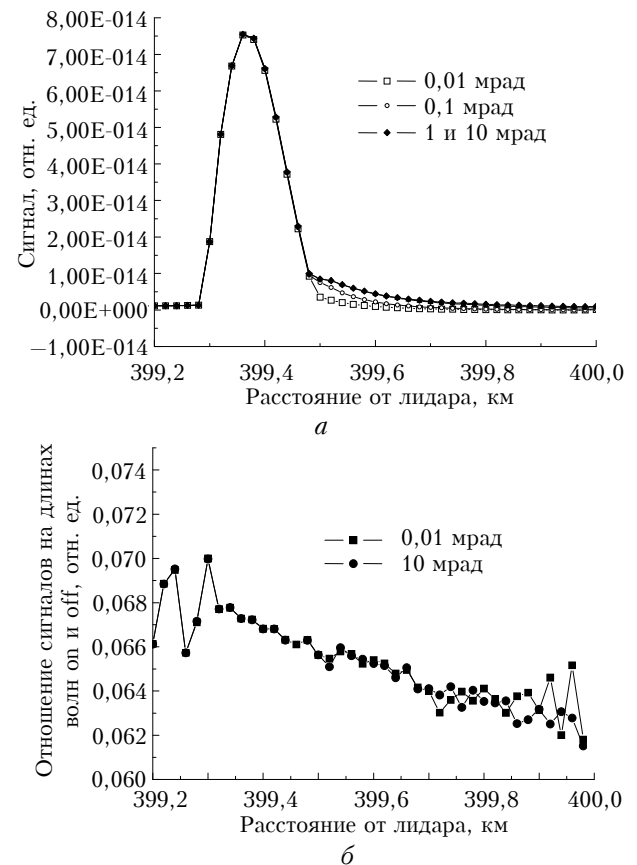 8,00E-014
7,00E-014
6,00E-014
5,00E-014
4,00E-014
3,00E-014
2,00E-014
1,00E-014
0,00E+000
−1,00E-014
Сигнал, отн. ед.
0,01 мрад
0,1 мрад
1 и 10 мрад
399,2 399,4 399,6 399,8 400,0
Расстояние от лидара, км
а
0,074
0,072
0,070
0,068
0,066
0,064
0,062
0,060
Отношение сигналов на длинах
волн on и off, отн. ед.
0,01 мрад
10 мрад
399,2 399,4 399,6 399,8 400,0
Расстояние от лидара, км
б